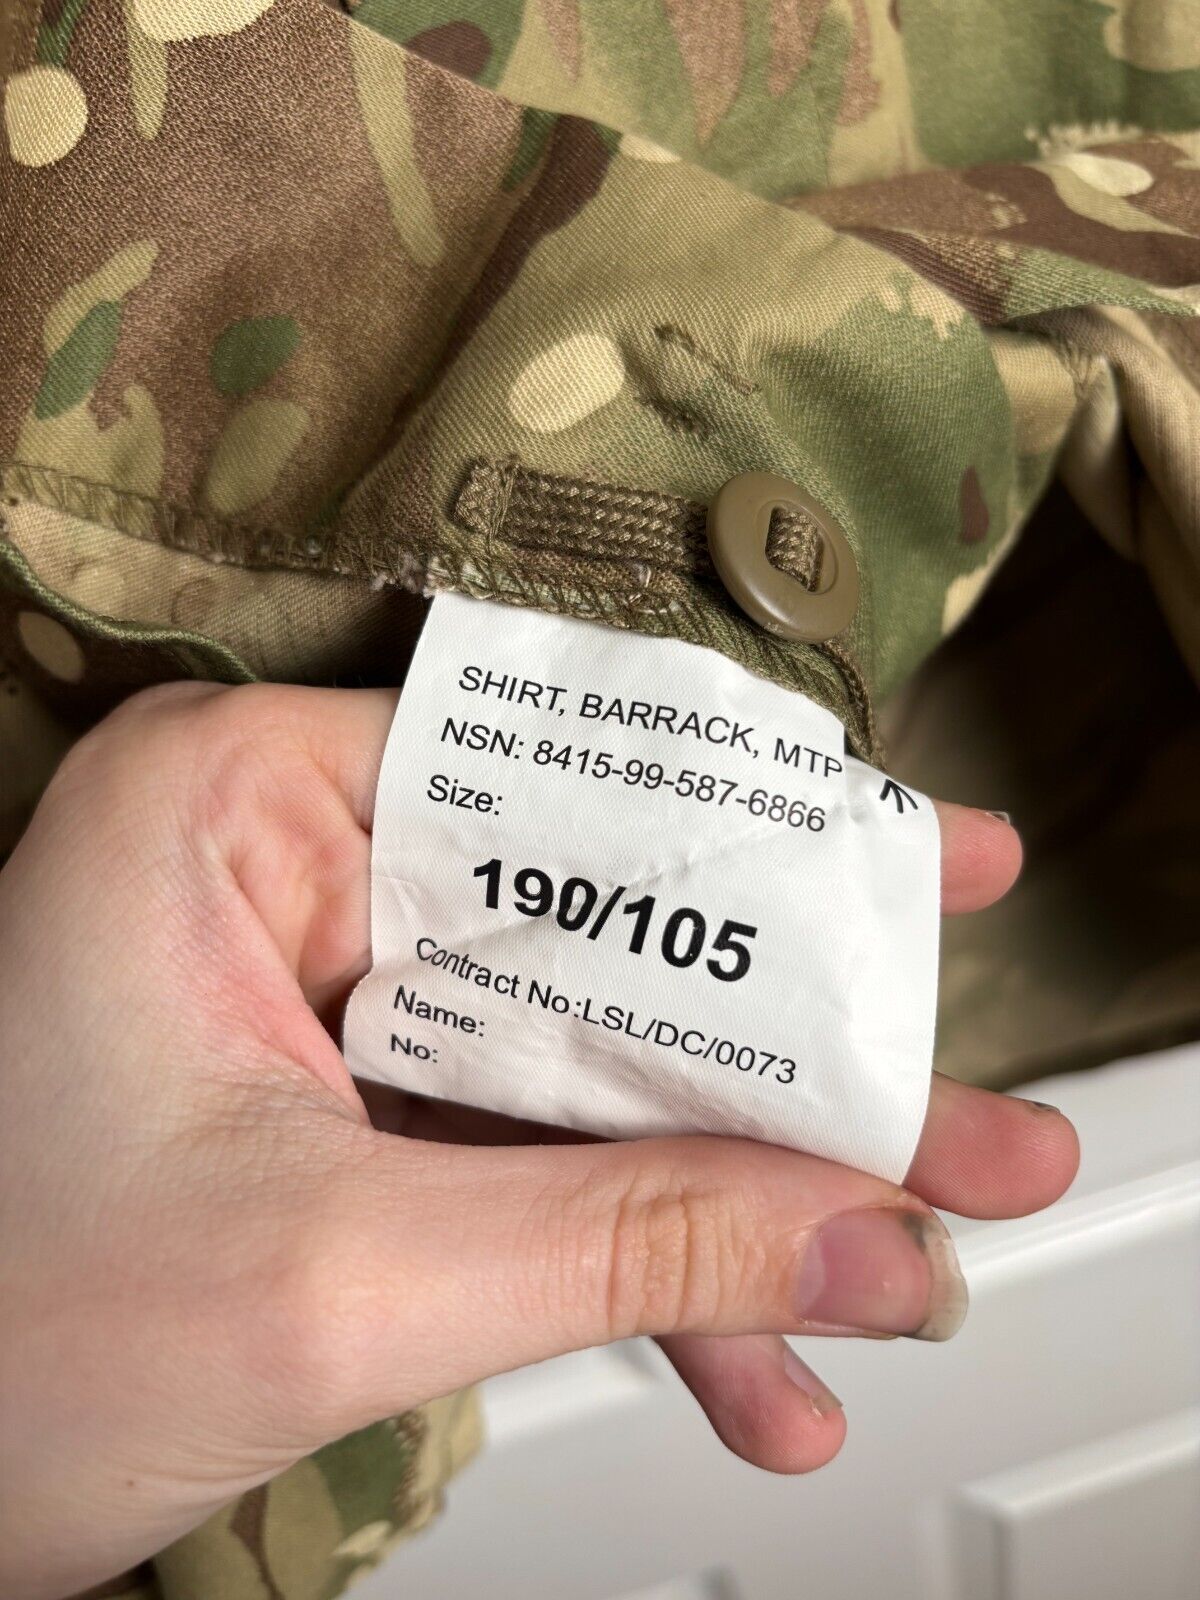 SHIRT, BARRACK, MTP
NSN: 8415-99-587-6866
Size:
190/105
Contract No:LSL/DC/0073
Name:
No: